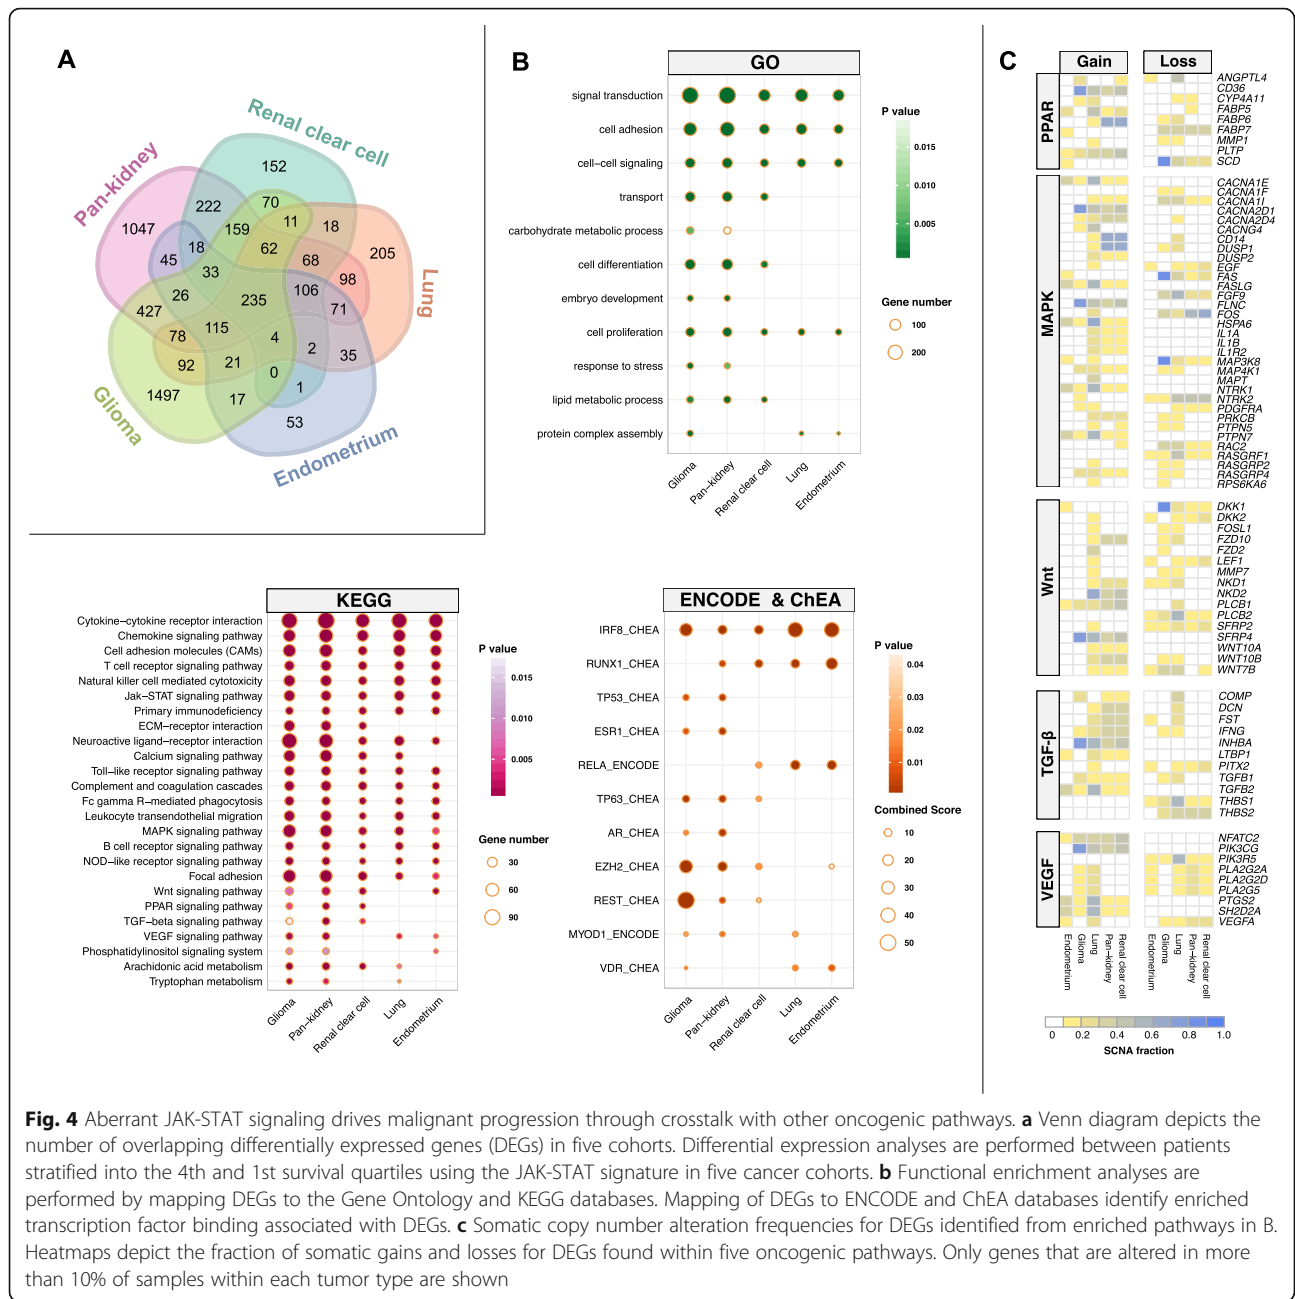 A
Renal clear cell
Pan-kidney
Lung
Glioma
Endometrium
152
70
222
11
18
159
1047
205
18
62
45
68
33
98
106
26
235
71
427
115
78
4
2
35
92
21
0
1
1497
17
53
B
GO
signal transduction
cell adhesion
cell−cell signaling
transport
carbohydrate metabolic process
cell differentiation
embryo development
cell proliferation
response to stress
lipid metabolic process
protein complex assembly
Glioma
Pan−kidney
Renal clear cell
Lung
Endometrium
P value
0.015
0.010
0.005
Gene number
100
200
KEGG
Cytokine−cytokine receptor interaction
Chemokine signaling pathway
Cell adhesion molecules (CAMs)
T cell receptor signaling pathway
Natural killer cell mediated cytotoxicity
Jak−STAT signaling pathway
Primary immunodeficiency
ECM−receptor interaction
Neuroactive ligand−receptor interaction
Calcium signaling pathway
Toll−like receptor signaling pathway
Complement and coagulation cascades
Fc gamma R−mediated phagocytosis
Leukocyte transendothelial migration
MAPK signaling pathway
B cell receptor signaling pathway
NOD−like receptor signaling pathway
Focal adhesion
Wnt signaling pathway
PPAR signaling pathway
TGF−beta signaling pathway
VEGF signaling pathway
Phosphatidylinositol signaling system
Arachidonic acid metabolism
Tryptophan metabolism
Glioma
Pan−kidney
Renal clear cell
Lung
Endometrium
P value
0.015
0.010
0.005
Gene number
30
60
90
ENCODE & ChEA
IRF8_CHEA
RUNX1_CHEA
TP53_CHEA
ESR1_CHEA
RELA_ENCODE
TP63_CHEA
AR_CHEA
EZH2_CHEA
REST_CHEA
MYOD1_ENCODE
VDR_CHEA
Glioma
Pan−kidney
Renal clear cell
Lung
Endometrium
P value
0.04
0.03
0.02
0.01
Combined Score
10
20
30
40
50
C
Gain
Loss
PPAR
ANGPTL4
CD36
CYP4A11
FABP5
FABP6
FABP7
MMP1
PLTP
SCD
MAPK
CACNA1E
CACNA1F
CACNA1I
CACNA2D1
CACNA2D4
CACNG4
CD14
DUSP1
DUSP2
EGF
FAS
FASLG
FGF9
FLNC
FOS
HSPA6
IL1A
IL1B
IL1R2
MAP3K8
MAP4K1
MAPT
NTRK1
NTRK2
PDGFRA
PRKCB
PTPN5
PTPN7
RAC2
RASGRF1
RASGRP2
RASGRP4
RPS6KA6
Wnt
DKK1
DKK2
FOSL1
FZD10
FZD2
LEF1
MMP7
NKD1
NKD2
PLCB1
PLCB2
SFRP2
SFRP4
WNT10A
WNT10B
WNT7B
TGF-β
COMP
DCN
FST
IFNG
INHBA
LTBP1
PITX2
TGFB1
TGFB2
THBS1
THBS2
VEGF
NFATC2
PIK3CG
PIK3R5
PLA2G2A
PLA2G2D
PLA2G5
PTGS2
SH2D2A
VEGFA
Endometrium
Glioma
Lung
Pan-kidney
Renal clear cell
Endometrium
Glioma
Lung
Pan-kidney
Renal clear cell
0 0.2 0.4 0.6 0.8 1.0
SCNA fraction
Fig. 4 Aberrant JAK-STAT signaling drives malignant progression through crosstalk with other oncogenic pathways. a Venn diagram depicts the
number of overlapping differentially expressed genes (DEGs) in five cohorts. Differential expression analyses are performed between patients
stratified into the 4th and 1st survival quartiles using the JAK-STAT signature in five cancer cohorts. b Functional enrichment analyses are
performed by mapping DEGs to the Gene Ontology and KEGG databases. Mapping of DEGs to ENCODE and ChEA databases identify enriched
transcription factor binding associated with DEGs. c Somatic copy number alteration frequencies for DEGs identified from enriched pathways in B.
Heatmaps depict the fraction of somatic gains and losses for DEGs found within five oncogenic pathways. Only genes that are altered in more
than 10% of samples within each tumor type are shown